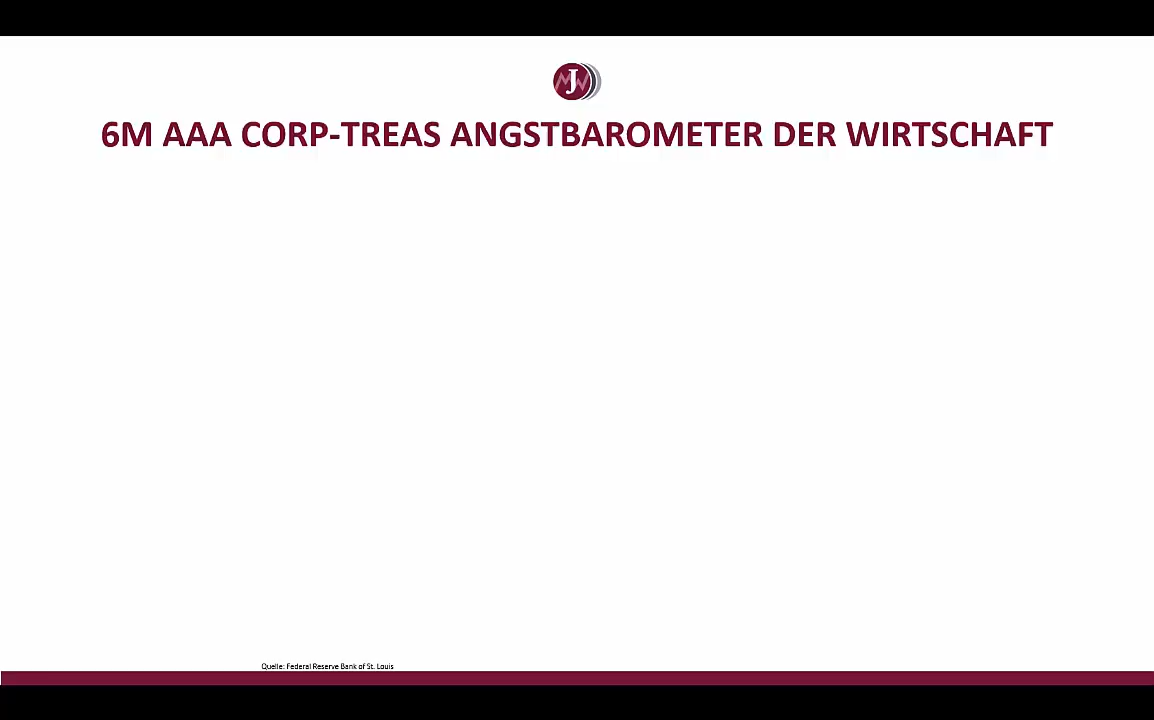 J
6M AAA CORP-TREAS ANGSTBAROMETER DER WIRTSCHAFT
Quelle: Federal Reserve Bank of St. Louis